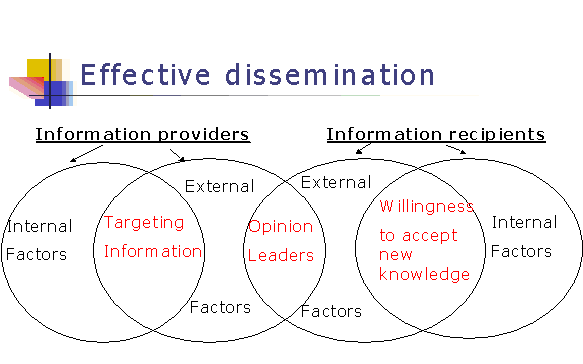 Effective dissemination
Information providers
Information recipients
Internal
Factors
Targeting
Information
External
Factors
Opinion
Leaders
External
Factors
Willingness
to accept
new
knowledge
Internal
Factors